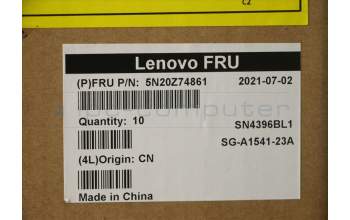 C2
Lenovo FRU
(P)FRU P/N: 5N20Z74861 2021-07-02
Quantity: 10 SN4396BL1
SG-A1541-23A
(4L)Origin: CN
Made in China